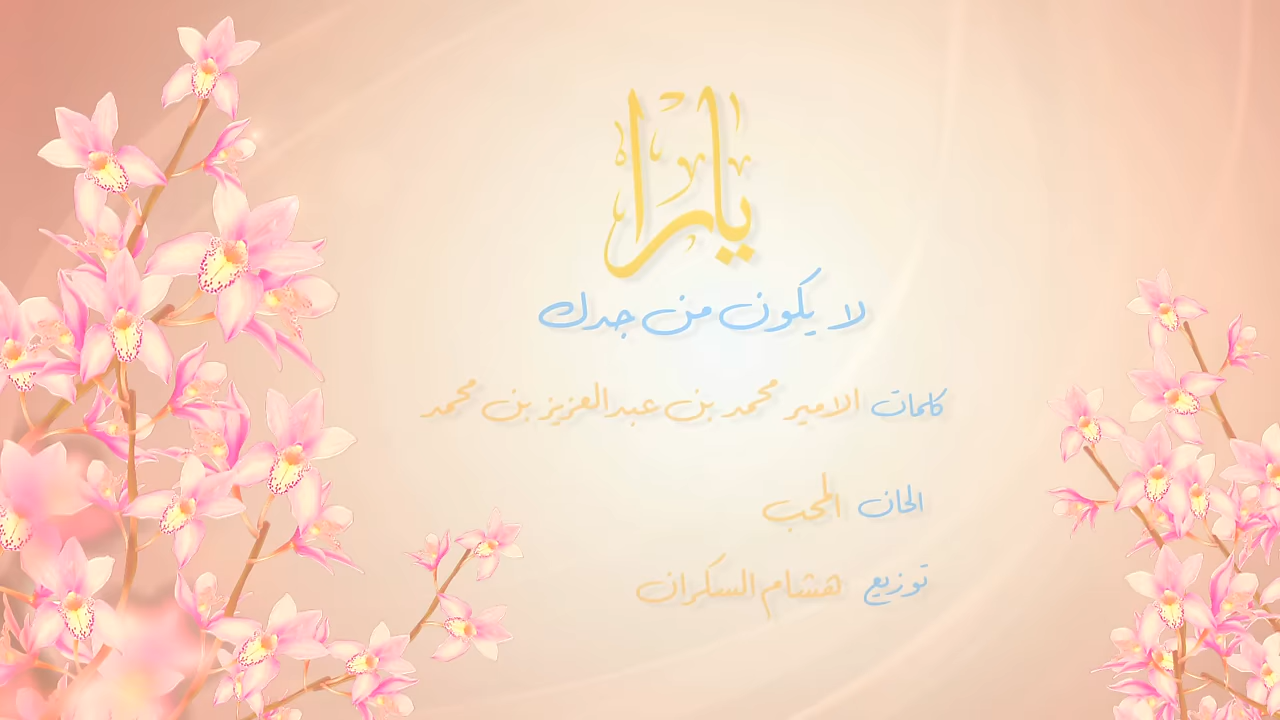 يارا
لا يكون من جدك
كلمات الامير محمد بن عبدالعزيز بن محمد
الحان المحب
توزيع هشام السكران